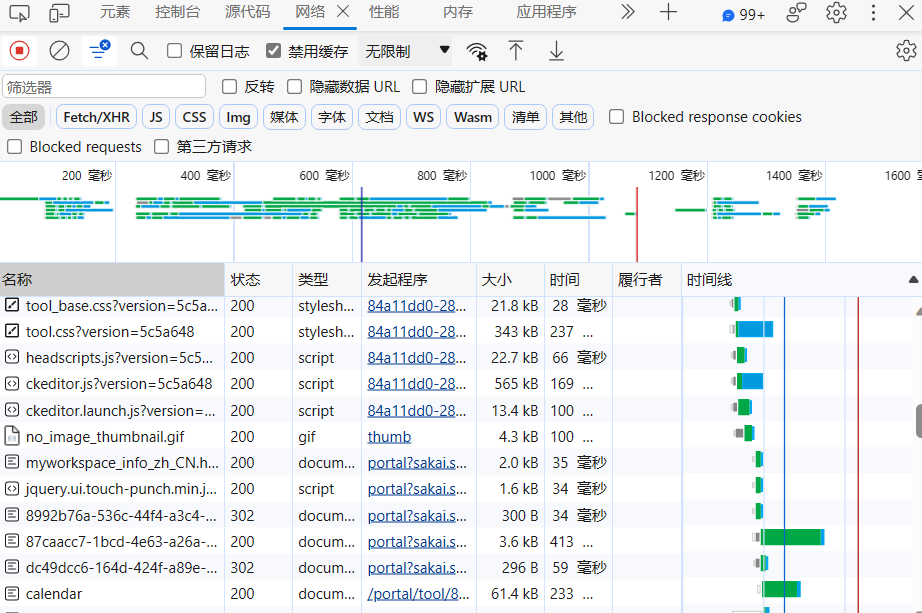 元素 控制台 源代码 网络 性能 内存 应用程序 99+
保留日志 禁用缓存 无限制
筛选器 反转 隐藏数据 URL 隐藏扩展 URL
全部 Fetch/XHR JS CSS Img 媒体 字体 文档 WS Wasm 清单 其他 Blocked response cookies
Blocked requests 第三方请求
200 毫秒 400 毫秒 600 毫秒 800 毫秒 1000 毫秒 1200 毫秒 1400 毫秒 1600
名称 状态 类型 发起程序 大小 时间 履行者 时间线
tool_base.css?version=5c5a... 200 stylesh... 84a11dd0-28... 21.8 kB 28 毫秒
tool.css?version=5c5a648 200 stylesh... 84a11dd0-28... 343 kB 237 ...
headscripts.js?version=5c5... 200 script 84a11dd0-28... 22.7 kB 66 毫秒
ckeditor.js?version=5c5a648 200 script 84a11dd0-28... 565 kB 169 ...
ckeditor.launch.js?version=... 200 script 84a11dd0-28... 13.4 kB 100 ...
no_image_thumbnail.gif 200 gif thumb 4.3 kB 100 ...
myworkspace_info_zh_CN.h... 200 docum... portal?sakai.s... 2.0 kB 35 毫秒
jquery.ui.touch-punch.min.j... 200 script portal?sakai.s... 1.6 kB 34 毫秒
8992b76a-536c-44f4-a3c4-... 302 docum... portal?sakai.s... 300 B 34 毫秒
87caacc7-1bcd-4e63-a26a-... 200 docum... portal?sakai.s... 3.6 kB 413 ...
dc49dcc6-164d-424f-a89e-... 302 docum... portal?sakai.s... 296 B 59 毫秒
calendar 200 docum... /portal/tool/8... 61.4 kB 233 ...